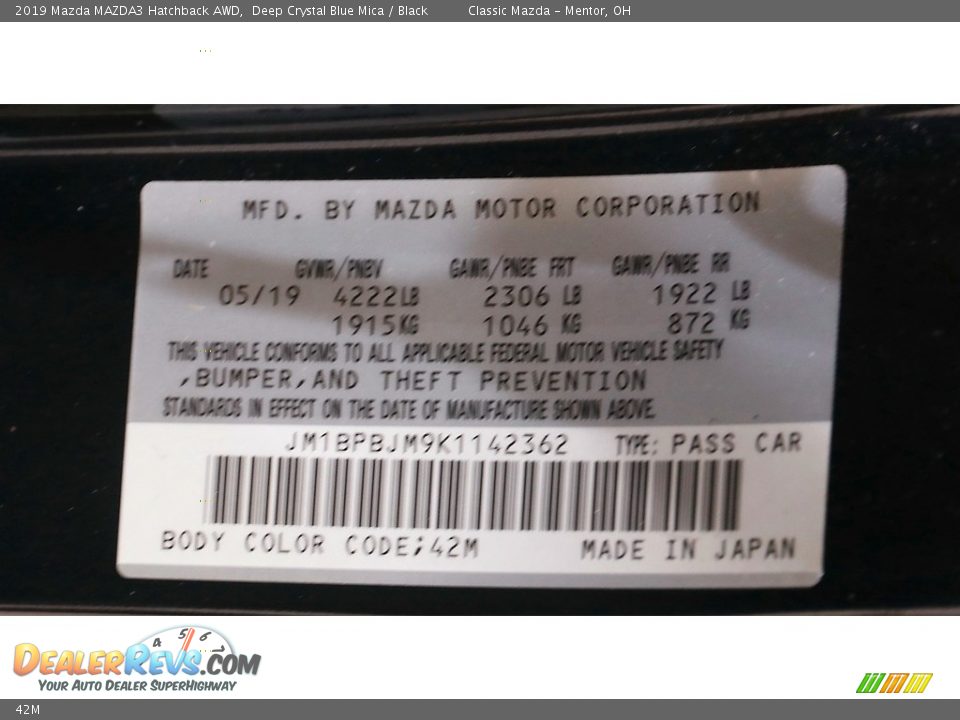 2019 Mazda MAZDA3 Hatchback AWD, Deep Crystal Blue Mica / Black Classic Mazda - Mentor, OH
MFD. BY MAZDA MOTOR CORPORATION
DATE GVWR/PNBV GAWR/PNBE FRT GAWR/PNBE RR
05/19 4222LB 2306 LB 1922 LB
1915KG 1046 KG 872 KG
THIS VEHICLE CONFORMS TO ALL APPLICABLE FEDERAL MOTOR VEHICLE SAFETY
,BUMPER,AND THEFT PREVENTION
STANDARDS IN EFFECT ON THE DATE OF MANUFACTURE SHOWN ABOVE.
JM1BPBJM9K1142362 TYPE: PASS CAR
BODY COLOR CODE;42M MADE IN JAPAN
4 5 6 7
DEALERREVS.COM
YOUR AUTO DEALER SUPERHIGHWAY
42M